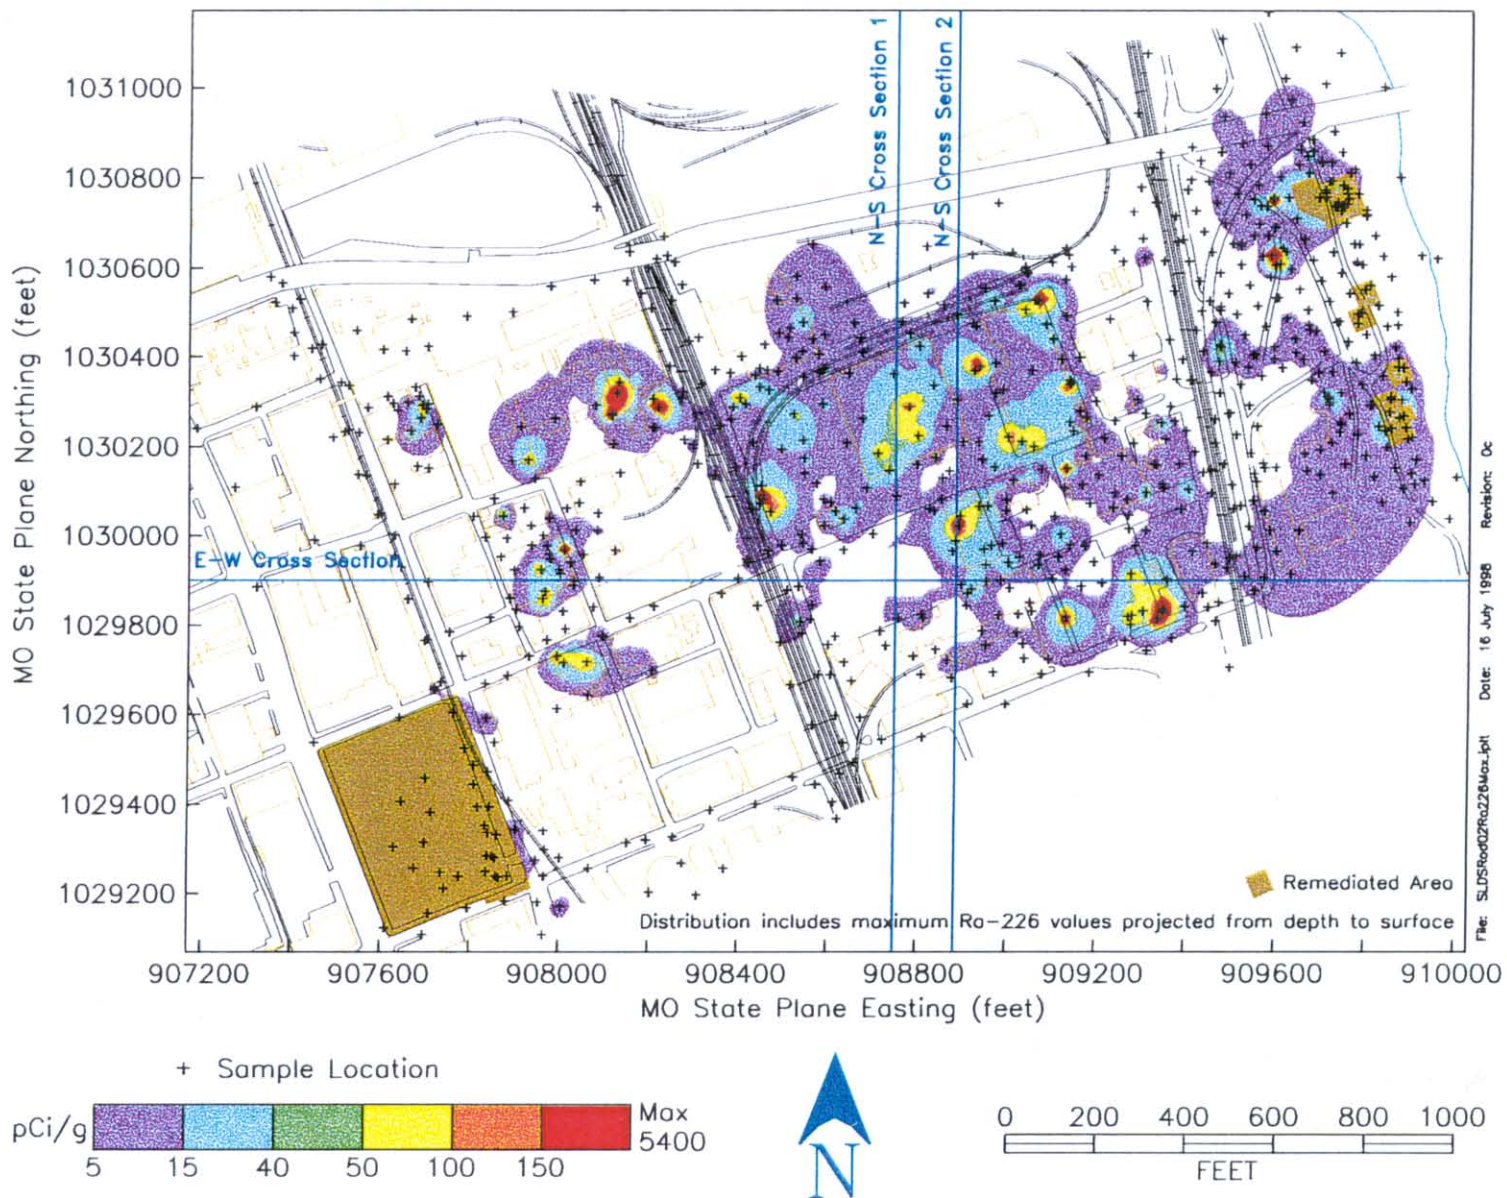 N-S Cross Section 1
N-S Cross Section 2
1031000
1030800
1030600
1030400
1030200
1030000
1029800
1029600
1029400
1029200
MO State Plane Northing (feet)
E-W Cross Section
Remediated Area
Distribution includes maximum Ra-226 values projected from depth to surface
907200 907600 908000 908400 908800 909200 909600 910000
MO State Plane Easting (feet)
File: SLDSRod02Ra226Max.iplt Date: 16 July 1998 Revision: 0c
+ Sample Location
pCi/g
Max
5400
5 15 40 50 100 150
N
0 200 400 600 800 1000
FEET